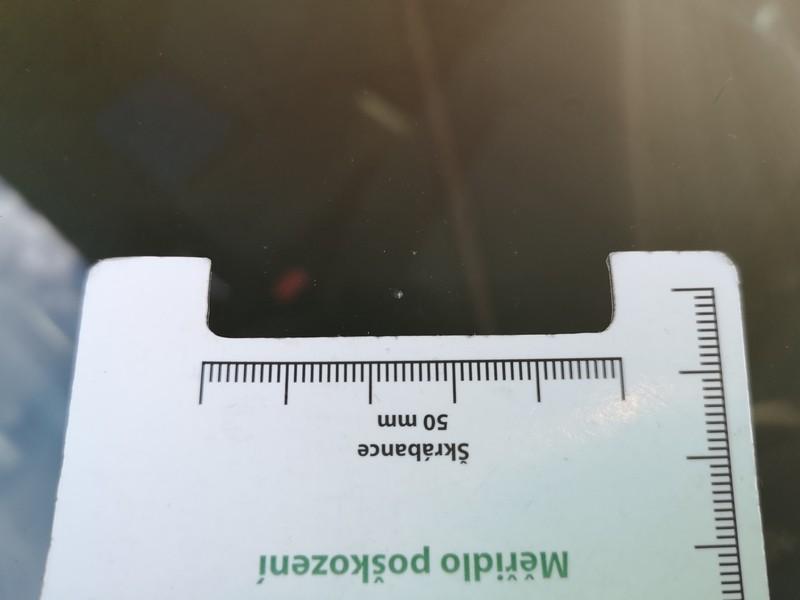 Měřidlo poškození
Škrábance
50 mm